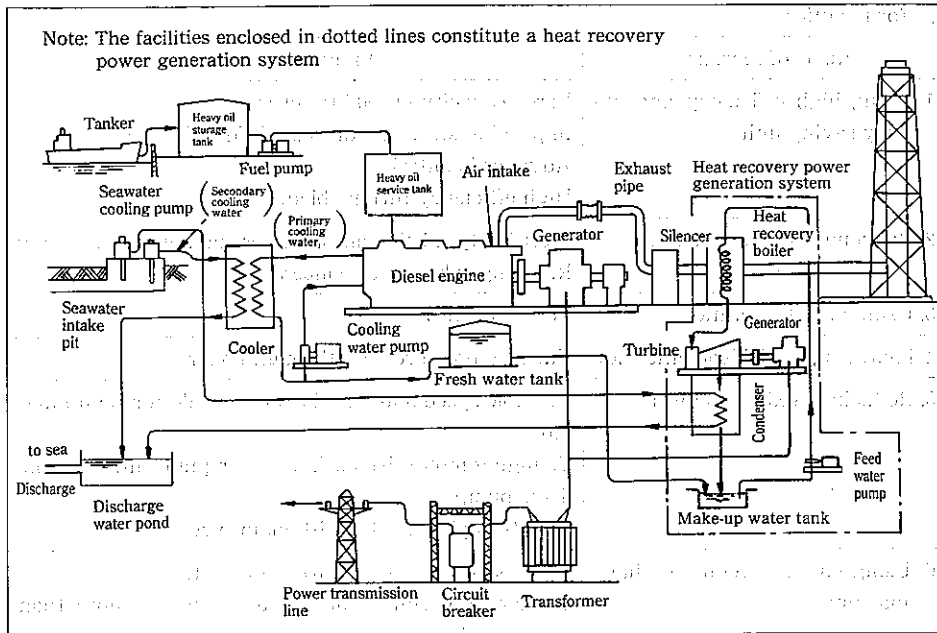 Note: The facilities enclosed in dotted lines constitute a heat recovery
power generation system
Tanker
Heavy oil
storage
tank
Fuel pump
Heavy oil
service tank
Air intake
Exhaust
pipe
Heat recovery power
generation system
Seawater
cooling pump
(Secondary
cooling
water)
(Primary
cooling
water,)
Diesel engine
Generator
Silencer
Heat
recovery
boiler
Seawater
intake
pit
Cooler
Cooling
water pump
Fresh water tank
Turbine
Generator
Condenser
to sea
Discharge
Discharge
water pond
Feed
water
pump
Make-up water tank
Power transmission
line
Circuit
breaker
Transformer